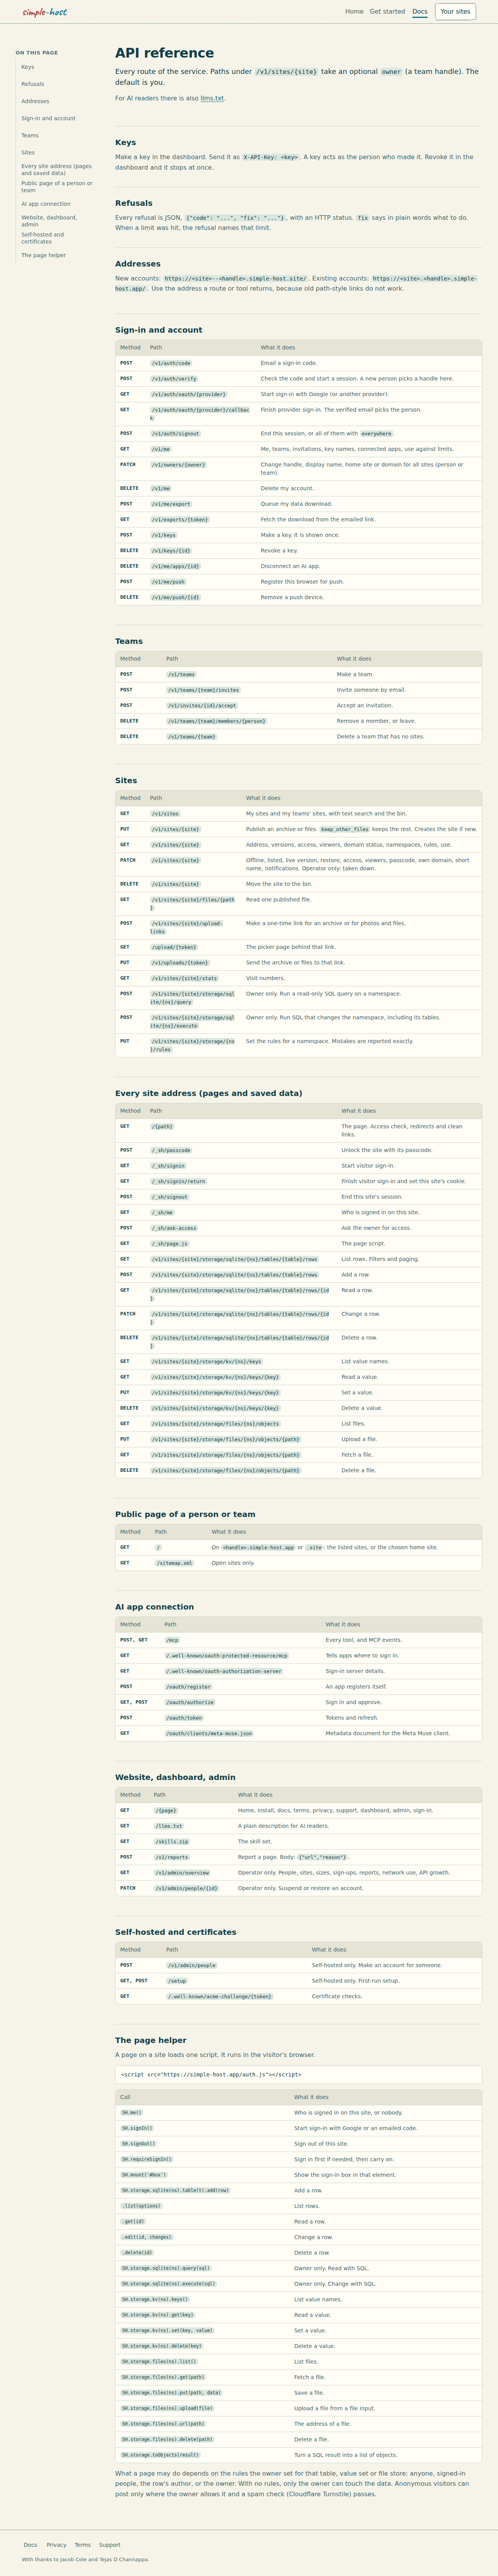 simple-host
Home Get started Docs Your sites
ON THIS PAGE
Keys
Refusals
Addresses
Sign-in and account
Teams
Sites
Every site address (pages
and saved data)
Public page of a person or
team
AI app connection
Website, dashboard,
admin
Self-hosted and
certificates
The page helper
API reference
Every route of the service. Paths under /v1/sites/{site} take an optional owner (a team handle). The
default is you.
For AI readers there is also llms.txt.
Keys
Make a key in the dashboard. Send it as X-API-Key: <key>. A key acts as the person who made it. Revoke it in the
dashboard and it stops at once.
Refusals
Every refusal is JSON, {"code": "...", "fix": "..."}, with an HTTP status. fix says in plain words what to do.
When a limit was hit, the refusal names that limit.
Addresses
New accounts: https://<site>--<handle>.simple-host.site/. Existing accounts: https://<site>.<handle>.simple-
host.app/. Use the address a route or tool returns, because old path-style links do not work.
Sign-in and account
Method Path What it does
POST /v1/auth/code Email a sign-in code.
POST /v1/auth/verify Check the code and start a session. A new person picks a handle here.
GET /v1/auth/oauth/{provider} Start sign-in with Google (or another provider).
GET /v1/auth/oauth/{provider}/callbac Finish provider sign-in. The verified email picks the person.
k
POST /v1/auth/signout End this session, or all of them with everywhere.
GET /v1/me Me, teams, invitations, key names, connected apps, use against limits.
PATCH /v1/owners/{owner} Change handle, display name, home site or domain for all sites (person or
team).
DELETE /v1/me Delete my account.
POST /v1/me/export Queue my data download.
GET /v1/exports/{token} Fetch the download from the emailed link.
POST /v1/keys Make a key. It is shown once.
DELETE /v1/keys/{id} Revoke a key.
DELETE /v1/me/apps/{id} Disconnect an AI app.
POST /v1/me/push Register this browser for push.
DELETE /v1/me/push/{id} Remove a push device.
Teams
Method Path What it does
POST /v1/teams Make a team.
POST /v1/teams/{team}/invites Invite someone by email.
POST /v1/invites/{id}/accept Accept an invitation.
DELETE /v1/teams/{team}/members/{person} Remove a member, or leave.
DELETE /v1/teams/{team} Delete a team that has no sites.
Sites
Method Path What it does
GET /v1/sites My sites and my teams' sites, with text search and the bin.
PUT /v1/sites/{site} Publish an archive or files. keep_other_files keeps the rest. Creates the site if new.
GET /v1/sites/{site} Address, versions, access, viewers, domain status, namespaces, rules, use.
PATCH /v1/sites/{site} Offline, listed, live version, restore, access, viewers, passcode, own domain, short
name, notifications. Operator only: taken down.
DELETE /v1/sites/{site} Move the site to the bin.
GET /v1/sites/{site}/files/{path Read one published file.
}
POST /v1/sites/{site}/upload- Make a one-time link for an archive or for photos and files.
links
GET /upload/{token} The picker page behind that link.
PUT /v1/uploads/{token} Send the archive or files to that link.
GET /v1/sites/{site}/stats Visit numbers.
POST /v1/sites/{site}/storage/sql Owner only. Run a read-only SQL query on a namespace.
ite/{ns}/query
POST /v1/sites/{site}/storage/sql Owner only. Run SQL that changes the namespace, including its tables.
ite/{ns}/execute
PUT /v1/sites/{site}/storage/{ns Set the rules for a namespace. Mistakes are reported exactly.
}/rules
Every site address (pages and saved data)
Method Path What it does
GET /{path} The page. Access check, redirects and clean
links.
POST /_sh/passcode Unlock the site with its passcode.
GET /_sh/signin Start visitor sign-in.
GET /_sh/signin/return Finish visitor sign-in and set this site's cookie.
POST /_sh/signout End this site's session.
GET /_sh/me Who is signed in on this site.
POST /_sh/ask-access Ask the owner for access.
GET /_sh/page.js The page script.
GET /v1/sites/{site}/storage/sqlite/{ns}/tables/{table}/rows List rows. Filters and paging.
POST /v1/sites/{site}/storage/sqlite/{ns}/tables/{table}/rows Add a row.
GET /v1/sites/{site}/storage/sqlite/{ns}/tables/{table}/rows/{id Read a row.
}
PATCH /v1/sites/{site}/storage/sqlite/{ns}/tables/{table}/rows/{id Change a row.
}
DELETE /v1/sites/{site}/storage/sqlite/{ns}/tables/{table}/rows/{id Delete a row.
}
GET /v1/sites/{site}/storage/kv/{ns}/keys List value names.
GET /v1/sites/{site}/storage/kv/{ns}/keys/{key} Read a value.
PUT /v1/sites/{site}/storage/kv/{ns}/keys/{key} Set a value.
DELETE /v1/sites/{site}/storage/kv/{ns}/keys/{key} Delete a value.
GET /v1/sites/{site}/storage/files/{ns}/objects List files.
PUT /v1/sites/{site}/storage/files/{ns}/objects/{path} Upload a file.
GET /v1/sites/{site}/storage/files/{ns}/objects/{path} Fetch a file.
DELETE /v1/sites/{site}/storage/files/{ns}/objects/{path} Delete a file.
Public page of a person or team
Method Path What it does
GET / On <handle>.simple-host.app or .site: the listed sites, or the chosen home site.
GET /sitemap.xml Open sites only.
AI app connection
Method Path What it does
POST, GET /mcp Every tool, and MCP events.
GET /.well-known/oauth-protected-resource/mcp Tells apps where to sign in.
GET /.well-known/oauth-authorization-server Sign-in server details.
POST /oauth/register An app registers itself.
GET, POST /oauth/authorize Sign in and approve.
POST /oauth/token Tokens and refresh.
GET /oauth/clients/meta-muse.json Metadata document for the Meta Muse client.
Website, dashboard, admin
Method Path What it does
GET /{page} Home, install, docs, terms, privacy, support, dashboard, admin, sign-in.
GET /llms.txt A plain description for AI readers.
GET /skills.zip The skill set.
POST /v1/reports Report a page. Body: {"url","reason"}.
GET /v1/admin/overview Operator only. People, sites, sizes, sign-ups, reports, network use, API growth.
PATCH /v1/admin/people/{id} Operator only. Suspend or restore an account.
Self-hosted and certificates
Method Path What it does
POST /v1/admin/people Self-hosted only. Make an account for someone.
GET, POST /setup Self-hosted only. First-run setup.
GET /.well-known/acme-challenge/{token} Certificate checks.
The page helper
A page on a site loads one script. It runs in the visitor's browser.
<script src="https://simple-host.app/auth.js"></script>
Call What it does
SH.me() Who is signed in on this site, or nobody.
SH.signIn() Start sign-in with Google or an emailed code.
SH.signOut() Sign out of this site.
SH.requireSignIn() Sign in first if needed, then carry on.
SH.mount('#box') Show the sign-in box in that element.
SH.storage.sqlite(ns).table(t).add(row) Add a row.
.list(options) List rows.
.get(id) Read a row.
.edit(id, changes) Change a row.
.delete(id) Delete a row.
SH.storage.sqlite(ns).query(sql) Owner only. Read with SQL.
SH.storage.sqlite(ns).execute(sql) Owner only. Change with SQL.
SH.storage.kv(ns).keys() List value names.
SH.storage.kv(ns).get(key) Read a value.
SH.storage.kv(ns).set(key, value) Set a value.
SH.storage.kv(ns).delete(key) Delete a value.
SH.storage.files(ns).list() List files.
SH.storage.files(ns).get(path) Fetch a file.
SH.storage.files(ns).put(path, data) Save a file.
SH.storage.files(ns).upload(file) Upload a file from a file input.
SH.storage.files(ns).url(path) The address of a file.
SH.storage.files(ns).delete(path) Delete a file.
SH.storage.toObjects(result) Turn a SQL result into a list of objects.
What a page may do depends on the rules the owner set for that table, value set or file store: anyone, signed-in
people, the row's author, or the owner. With no rules, only the owner can touch the data. Anonymous visitors can
post only where the owner allows it and a spam check (Cloudflare Turnstile) passes.
Docs Privacy Terms Support
With thanks to Jacob Cole and Tejas D Channappa.